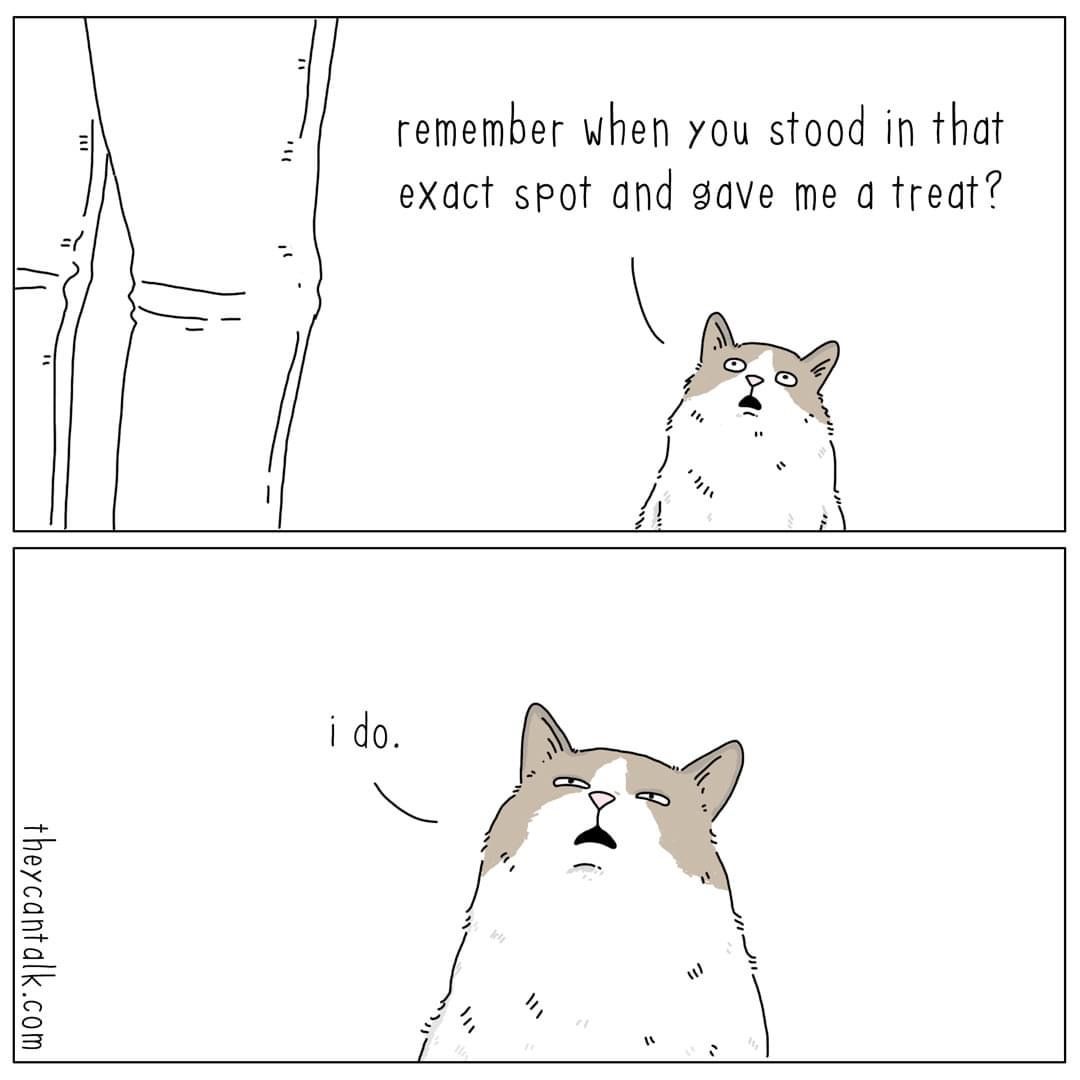 remember when you stood in that
exact spot and gave me a treat?
i do.
theycantalk.com